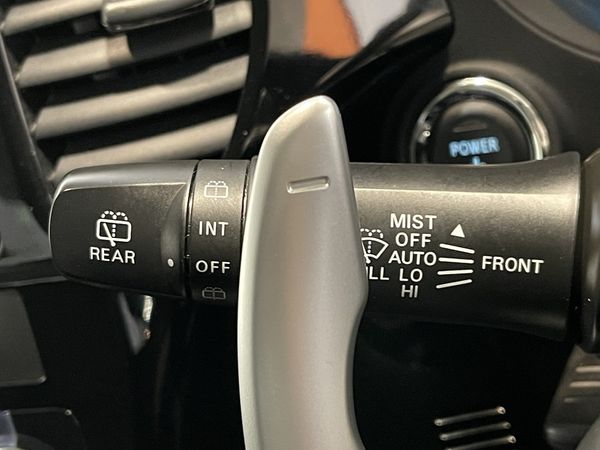 POWER
REAR
INT
OFF
MIST
OFF
AUTO
LO
HI
FRONT